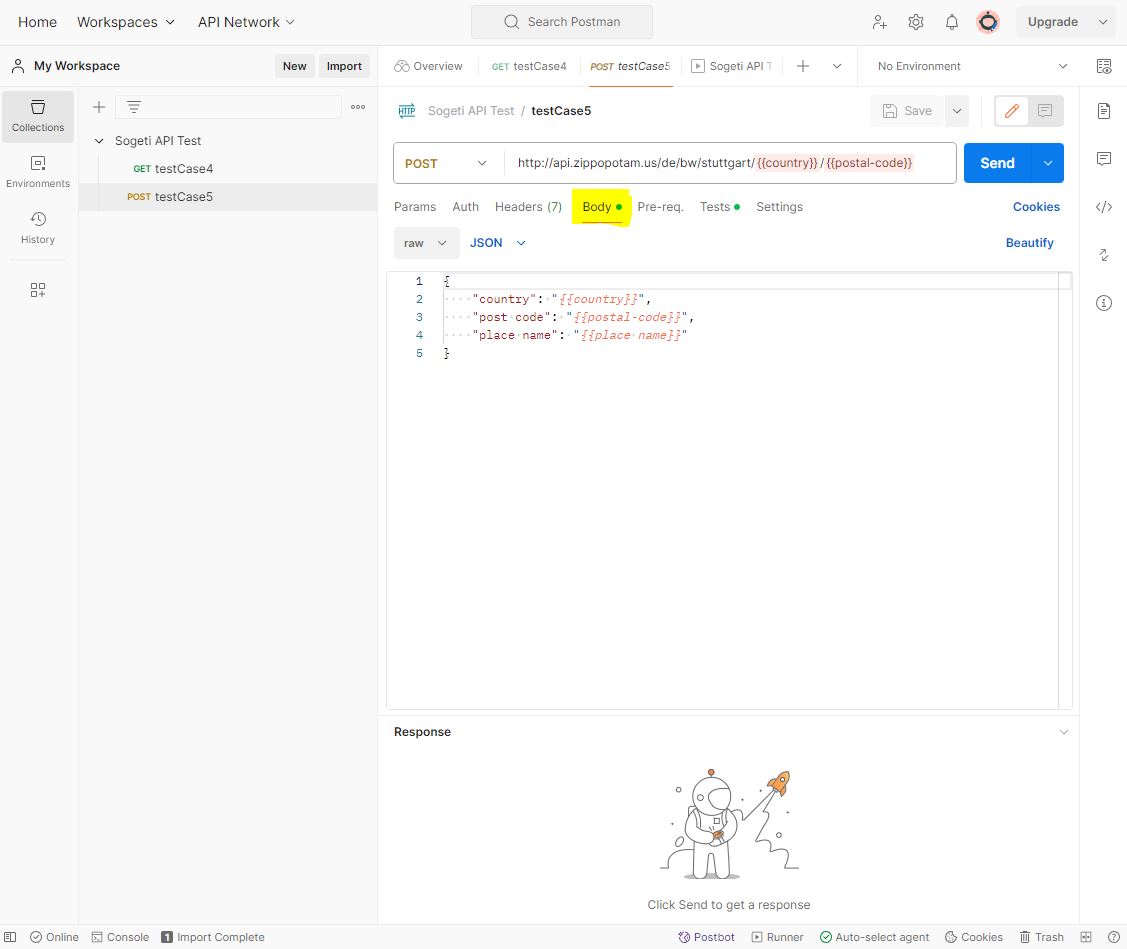 Home Workspaces API Network Search Postman Upgrade
My Workspace New Import Overview GET testCase4 POST testCase5 Sogeti API T No Environment
Collections
Environments
History
Sogeti API Test
GET testCase4
POST testCase5
HTTP Sogeti API Test / testCase5 Save
POST http://api.zippopotam.us/de/bw/stuttgart/{{country}}/{{postal-code}} Send
Params Auth Headers (7) Body Pre-req. Tests Settings Cookies
raw JSON Beautify
1 {
2 "country": "{{country}}",
3 "post code": "{{postal-code}}",
4 "place name": "{{place name}}"
5 }
Response
Click Send to get a response
Online Console 1 Import Complete Postbot Runner Auto-select agent Cookies Trash